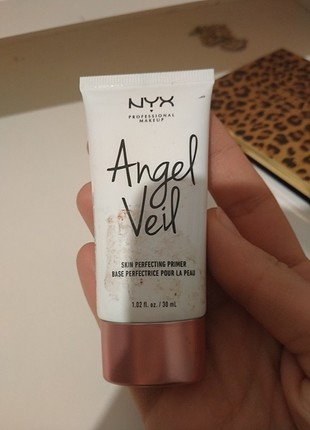 NYX
PROFESSIONAL
MAKEUP
Angel
Veil
SKIN PERFECTING PRIMER
BASE PERFECTRICE POUR LA PEAU
1.02 fl. oz. / 30 mL